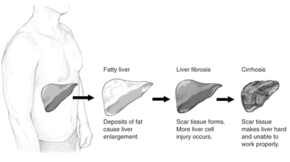 Fatty liver
Deposits of fat
cause liver
enlargement.
Liver fibrosis
Scar tissue forms.
More liver cell
injury occurs.
Cirrhosis
Scar tissue
makes liver hard
and unable to
work properly.